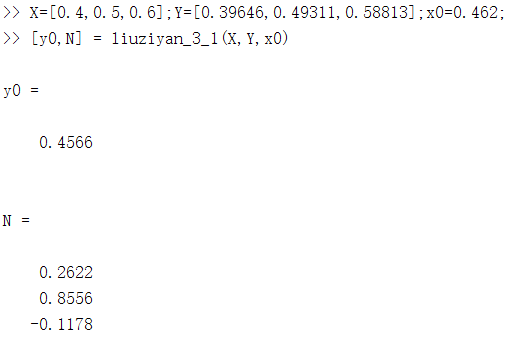 >> X=[0.4,0.5,0.6];Y=[0.39646,0.49311,0.58813];x0=0.462;
>> [y0,N] = liuziyan_3_1(X,Y,x0)
y0 =
0.4566
N =
0.2622
0.8556
-0.1178